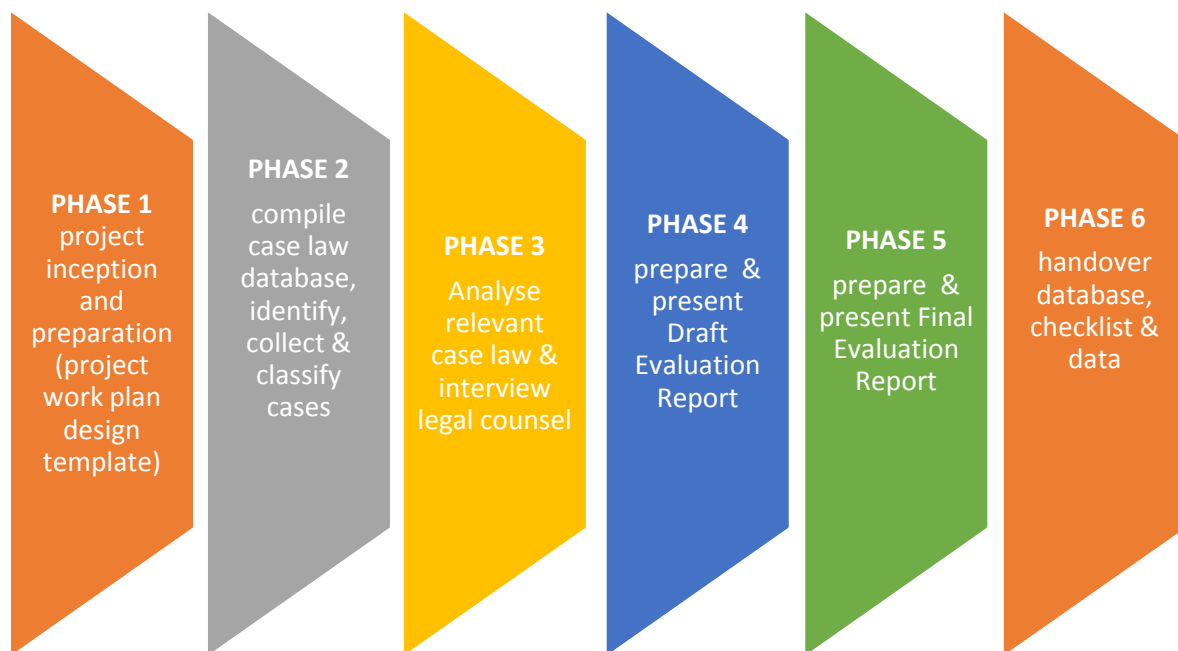 PHASE 1
project
inception
and
preparation
(project
work plan
design
template)
PHASE 2
compile
case law
database,
identify,
collect &
classify
cases
PHASE 3
Analyse
relevant
case law &
interview
legal counsel
PHASE 4
prepare & 
present
Draft
Evaluation
Report
PHASE 5
prepare &
present Final
Evaluation
Report
PHASE 6
handover
database,
checklist &
data